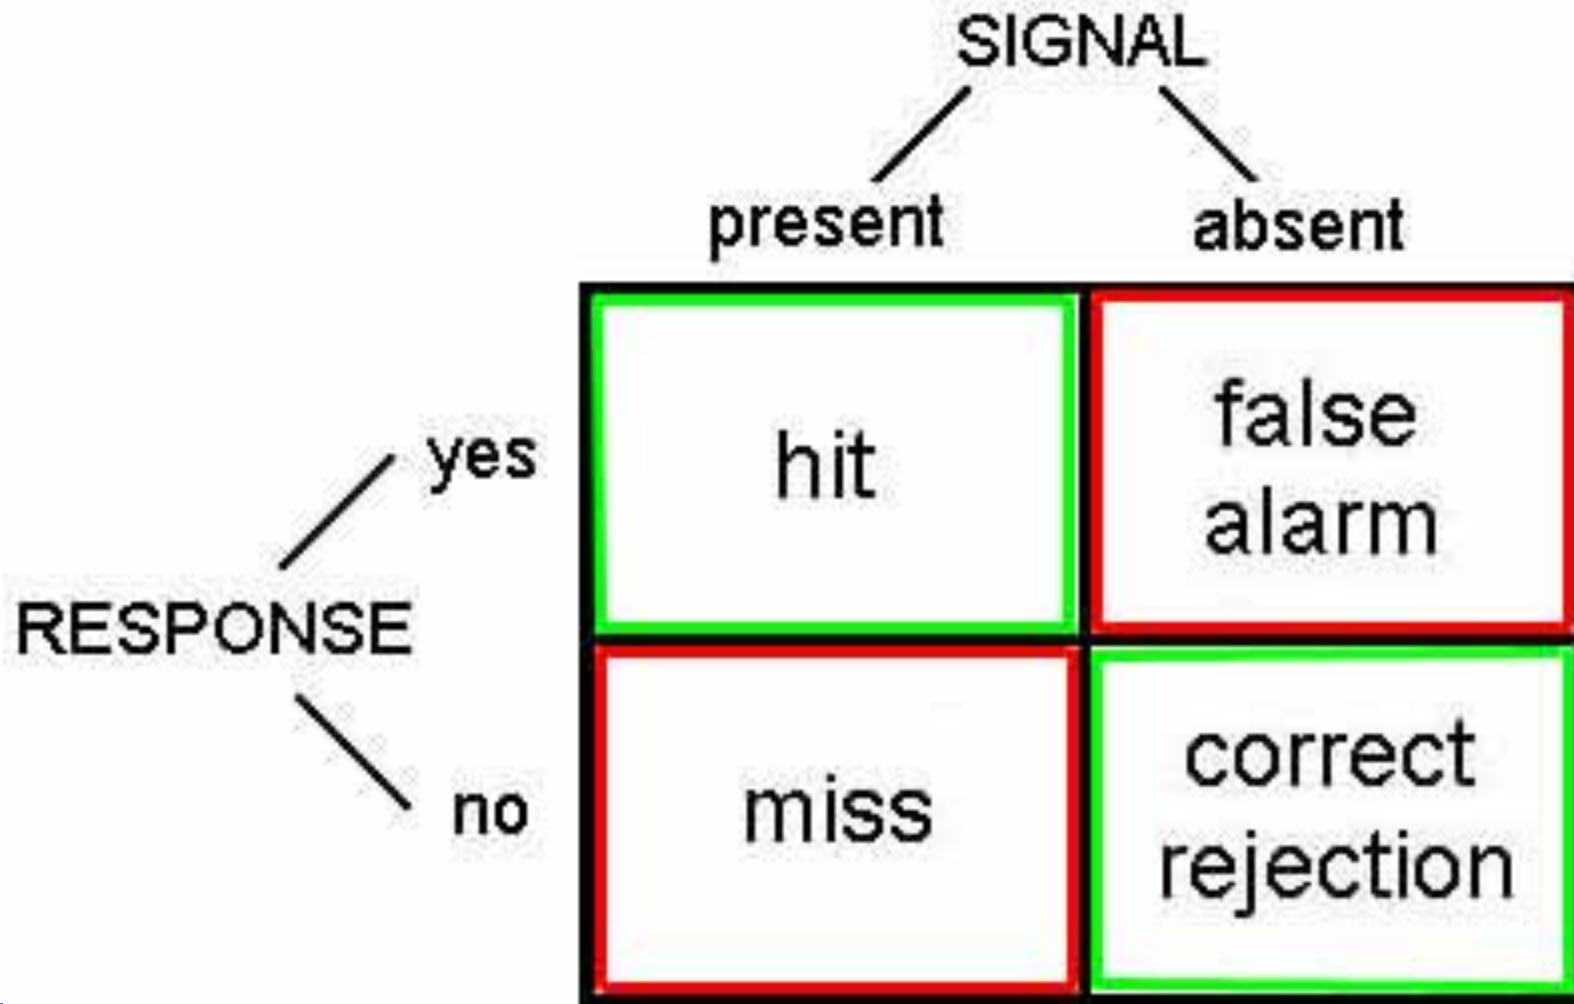 SIGNAL
present absent
yes
hit
false
alarm
RESPONSE
no
miss
correct
rejection